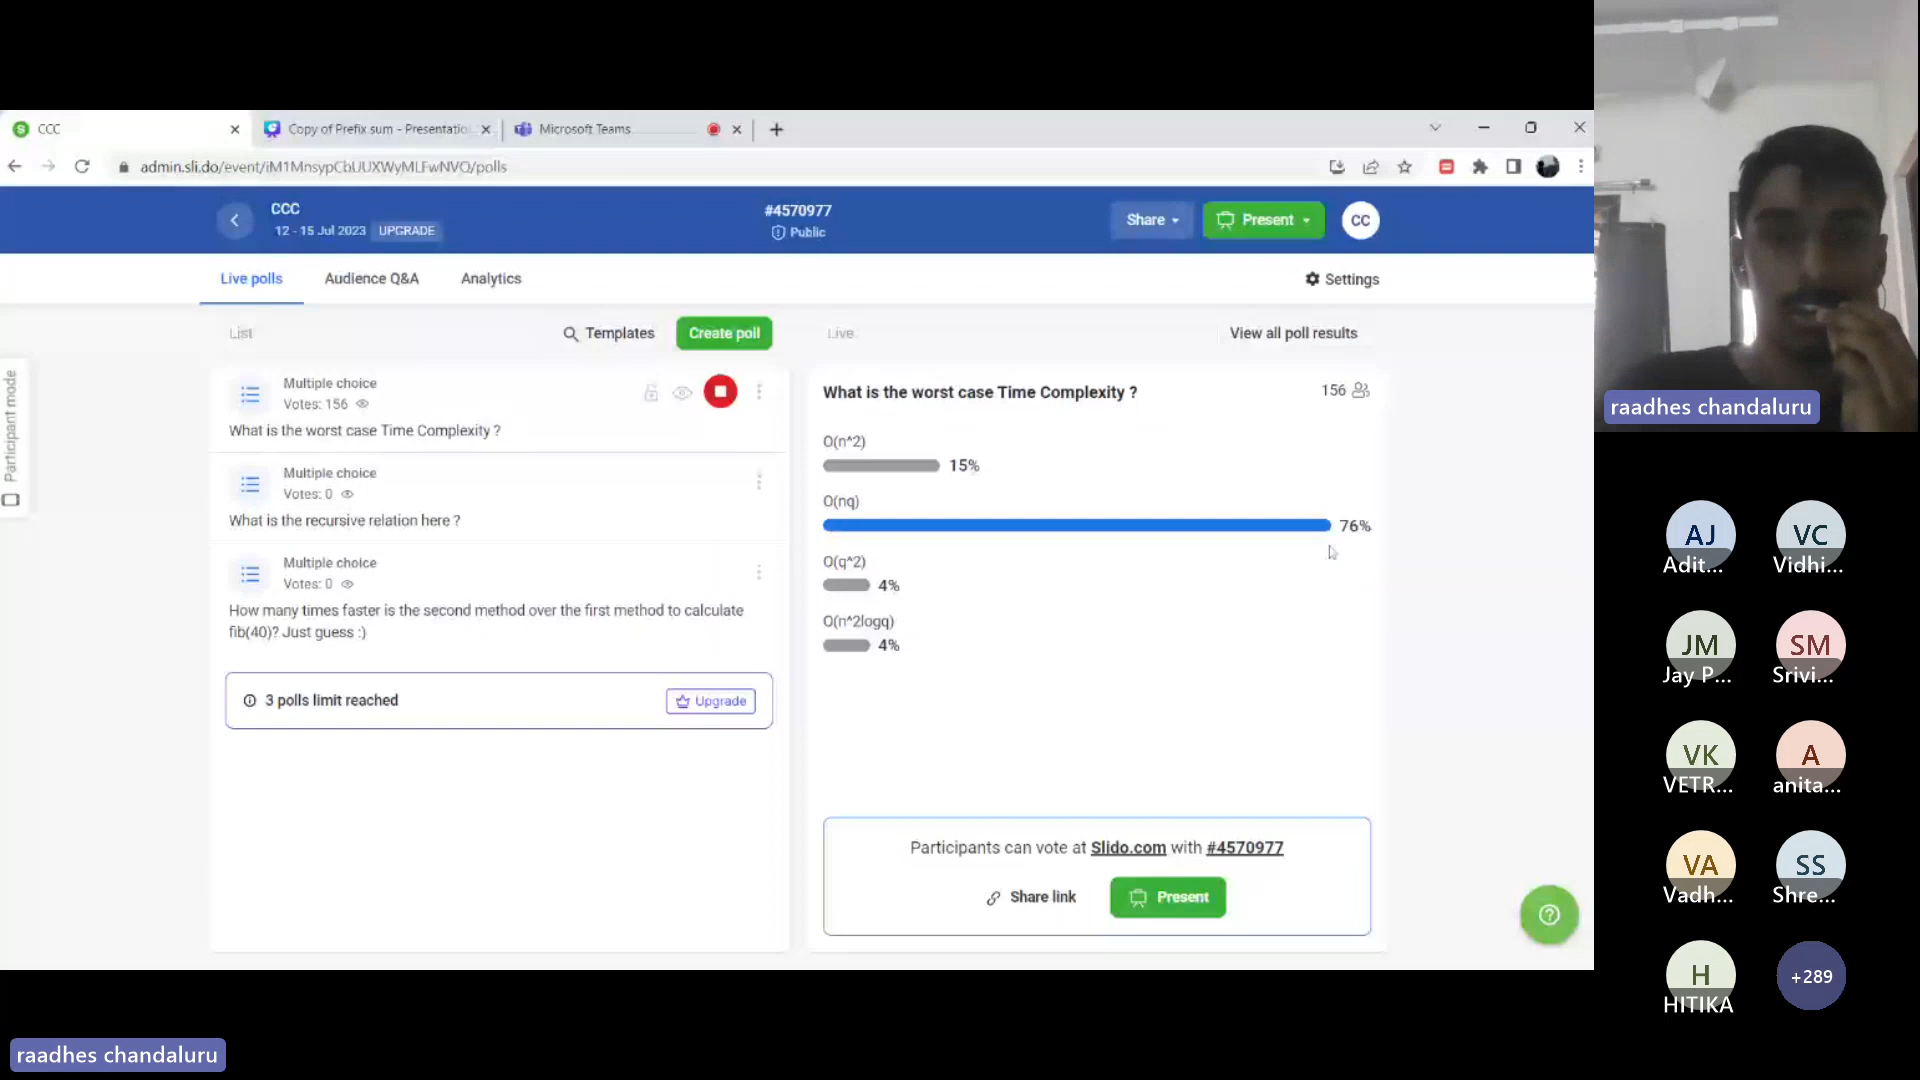 CCC
Copy of Prefix sum - Presentatio
Microsoft Teams
admin.sli.do/event/iM1MnsypCbUUXWyMLFwNVQ/polls
CCC
12 - 15 Jul 2023 UPGRADE
#4570977
Public
Share
Present
CC
Live polls
Audience Q&A
Analytics
Settings
List
Templates
Create poll
Live
View all poll results
Participant mode
Multiple choice
Votes: 156
What is the worst case Time Complexity ?
Multiple choice
Votes: 0
What is the recursive relation here ?
Multiple choice
Votes: 0
How many times faster is the second method over the first method to calculate
fib(40)? Just guess :)
3 polls limit reached
Upgrade
What is the worst case Time Complexity ?
156
O(n^2)
15%
O(nq)
76%
O(q^2)
4%
O(n^2logq)
4%
Participants can vote at Slido.com with #4570977
Share link
Present
raadhes chandaluru
AJ
Adit...
VC
Vidhi...
JM
Jay P...
SM
Srivi...
VK
VETR...
A
anita...
VA
Vadh...
SS
Shre...
H
HITIKA
+289
raadhes chandaluru